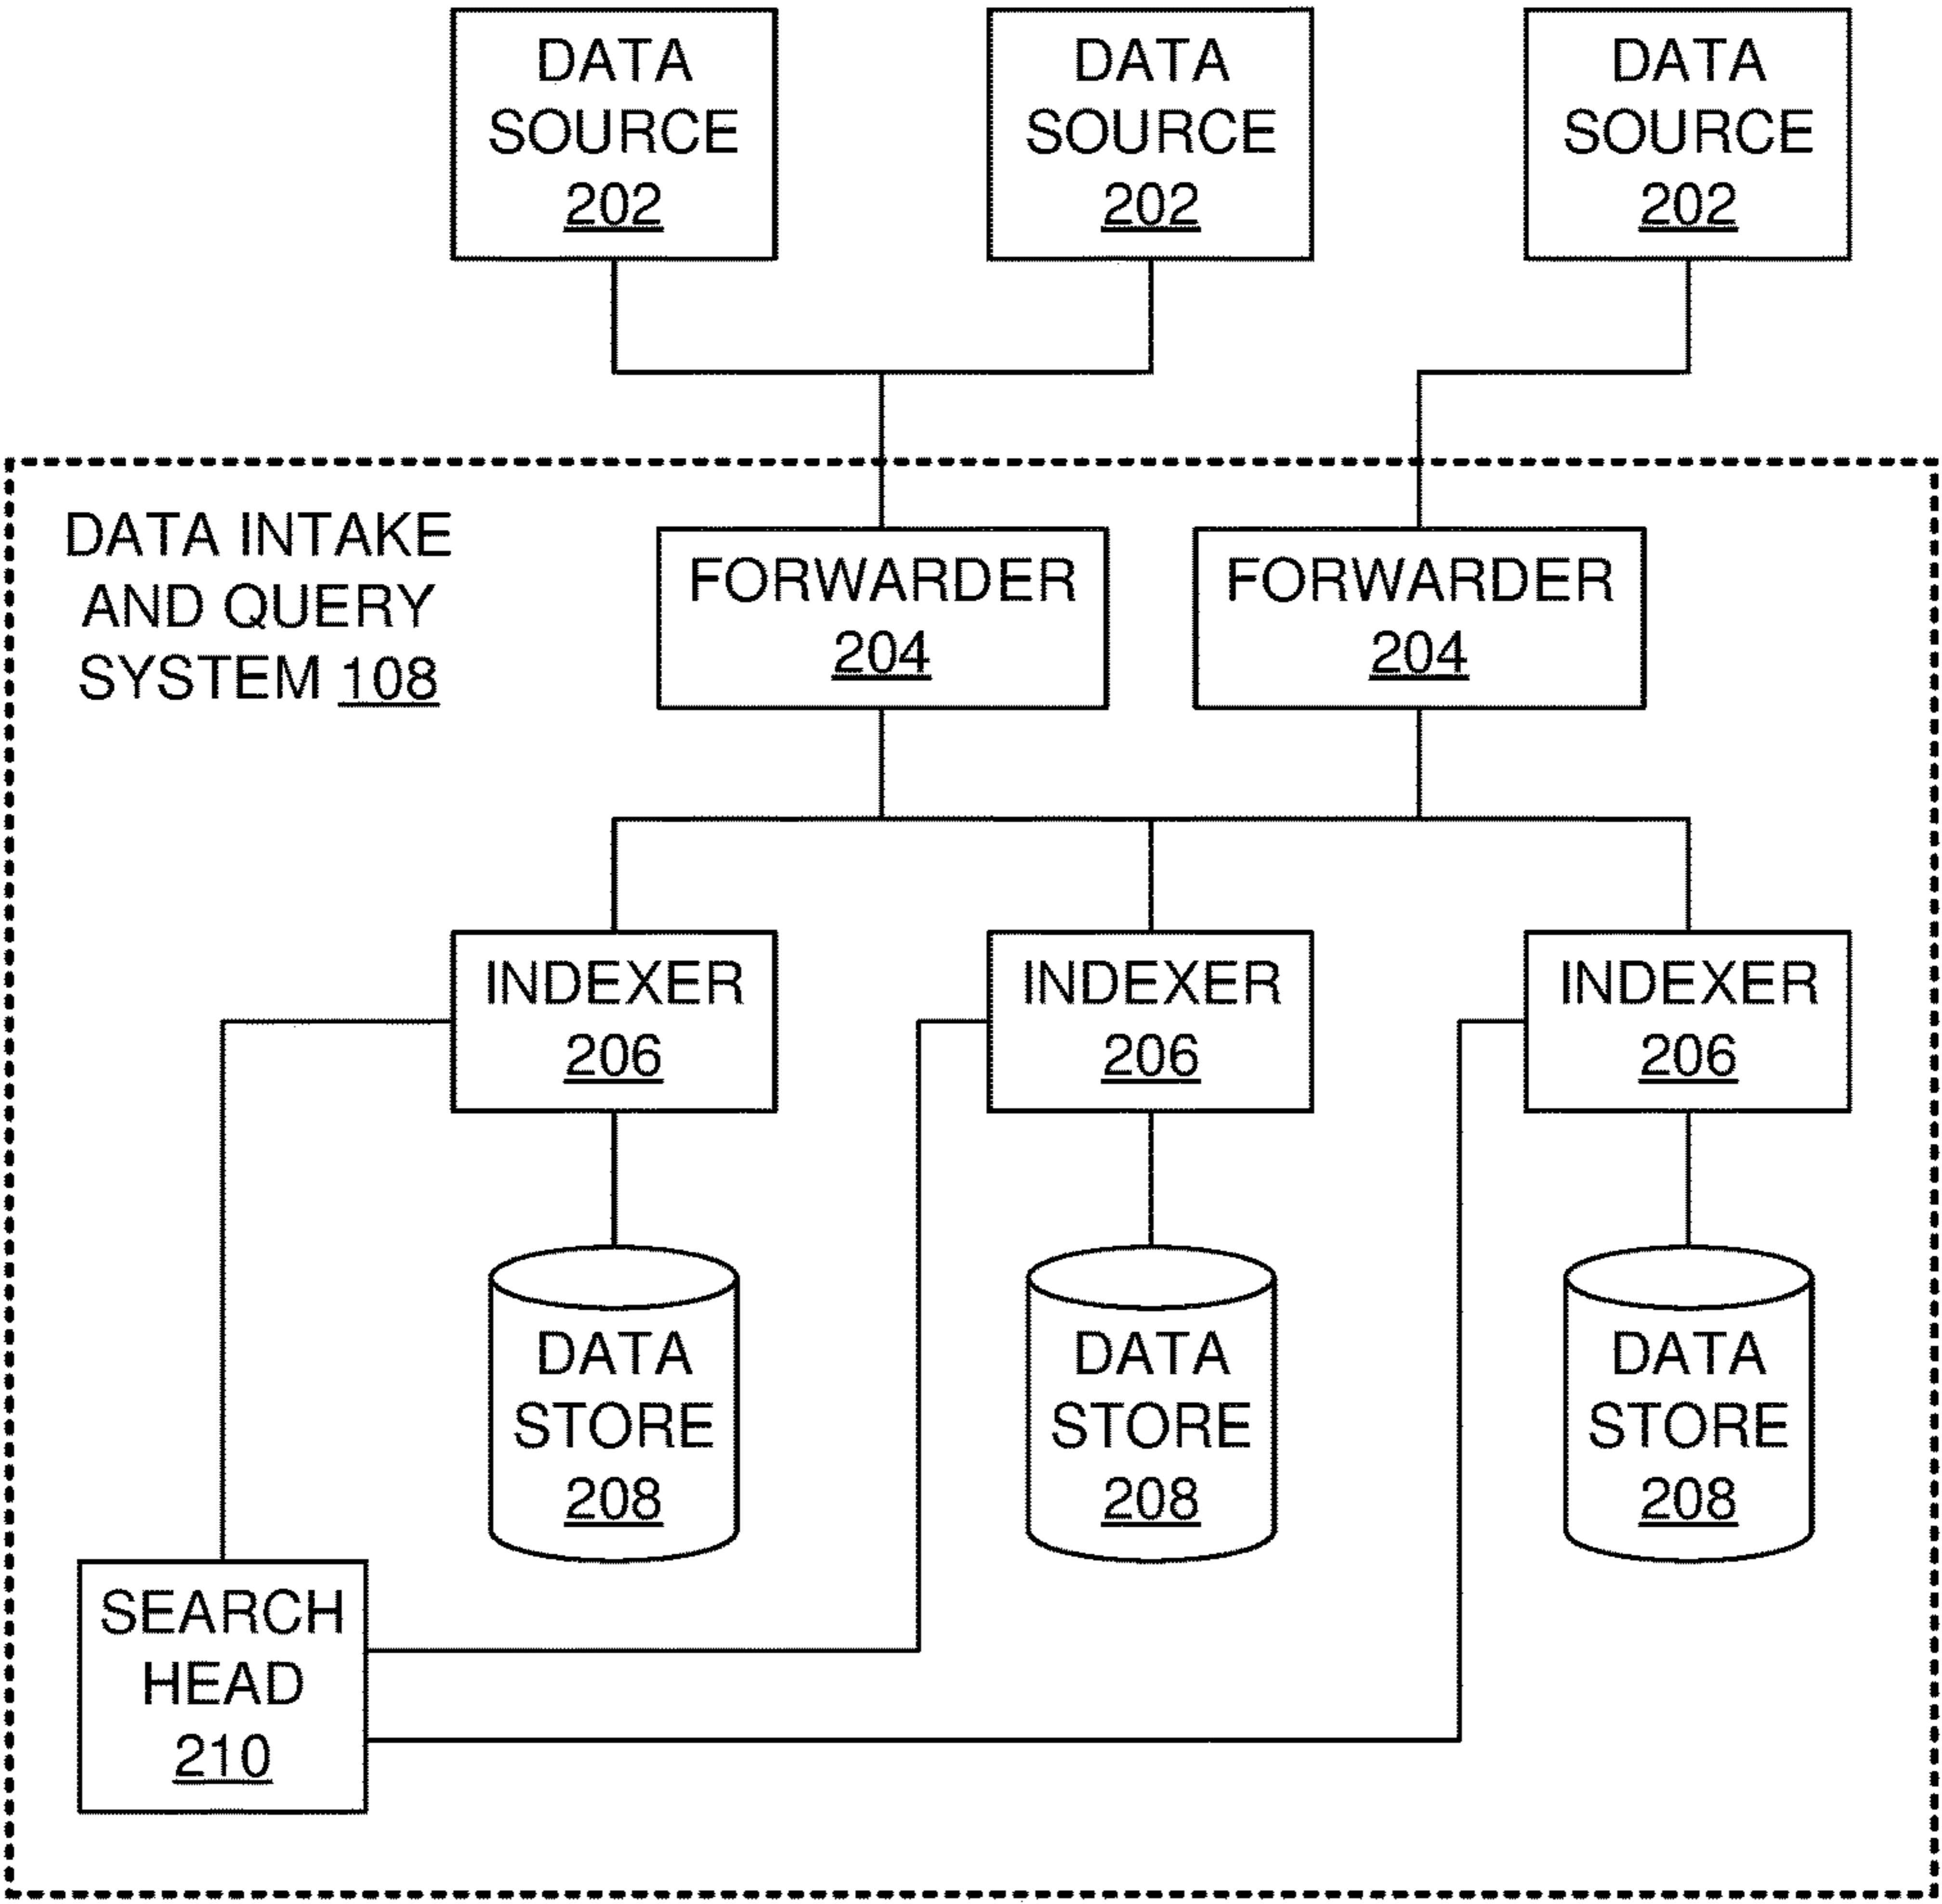 DATA
SOURCE
202
DATA
SOURCE
202
DATA
SOURCE
202
DATA INTAKE
AND QUERY
SYSTEM 108
FORWARDER
204
FORWARDER
204
INDEXER
206
INDEXER
206
INDEXER
206
DATA
STORE
208
DATA
STORE
208
DATA
STORE
208
SEARCH
HEAD
210